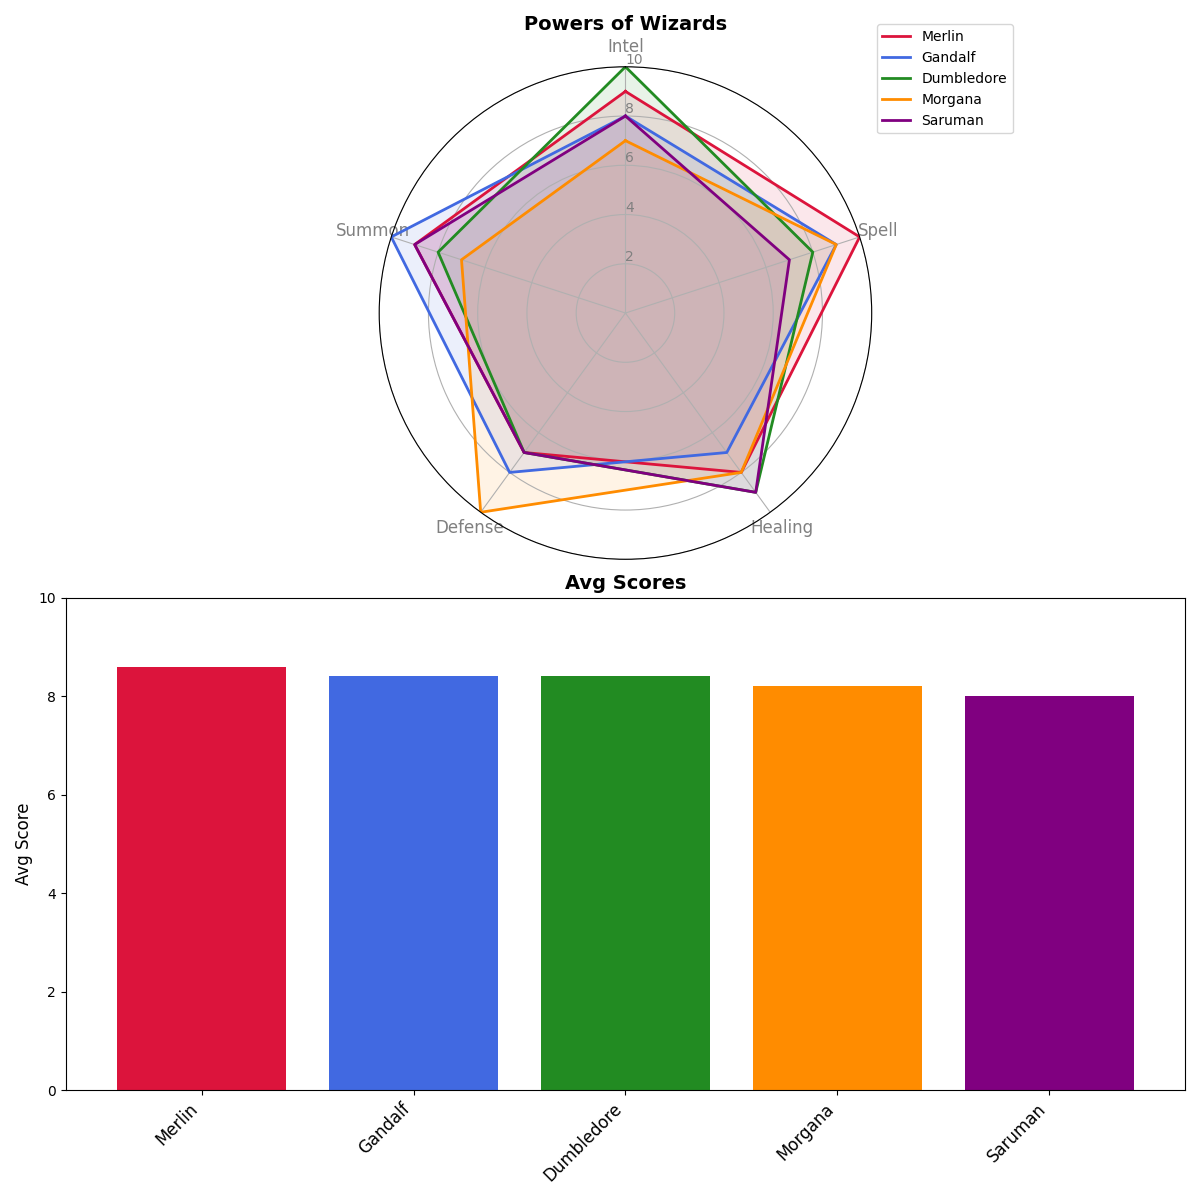 Powers of Wizards
Intel
10
8
6
4
2
Spell
Summon
Defense
Healing
Merlin
Gandalf
Dumbledore
Morgana
Saruman
Avg Scores
Avg Score
10
8
6
4
2
0
Merlin
Gandalf
Dumbledore
Morgana
Saruman